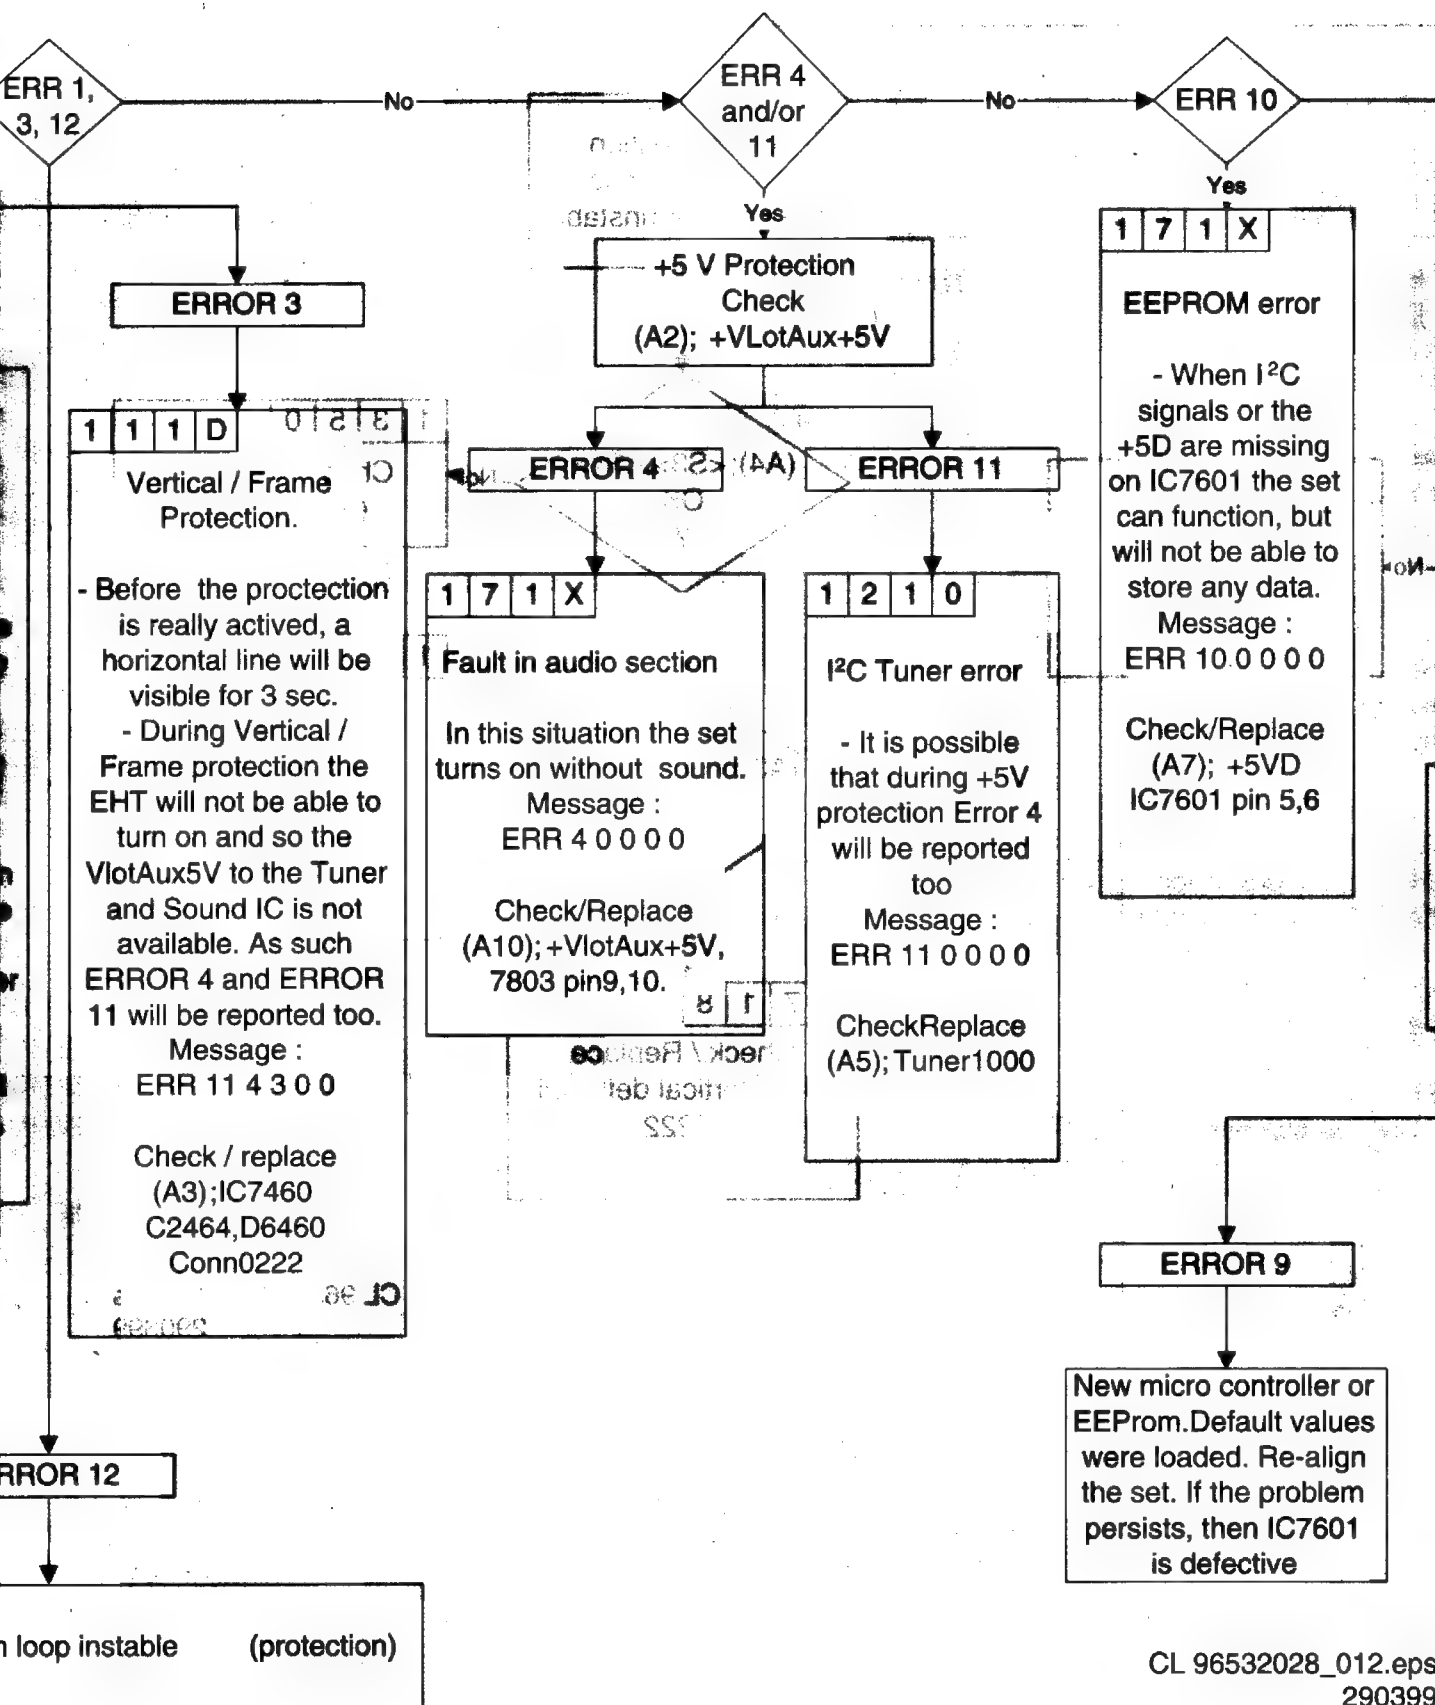 ERR 1,
3, 12
No
ERR 4
and/or
11
No
ERR 10
Yes
Yes
ERROR 3
1 1 1 D
Vertical / Frame
Protection.
- Before the proctection
is really actived, a
horizontal line will be
visible for 3 sec.
- During Vertical /
Frame protection the
EHT will not be able to
turn on and so the
VlotAux5V to the Tuner
and Sound IC is not
available. As such
ERROR 4 and ERROR
11 will be reported too.
Message :
ERR 11 4 3 0 0
Check / replace
(A3);IC7460
C2464,D6460
Conn0222
+5 V Protection
Check
(A2); +VLotAux+5V
ERROR 4
1 7 1 X
Fault in audio section
In this situation the set
turns on without sound.
Message :
ERR 4 0 0 0 0
Check/Replace
(A10);+VlotAux+5V,
7803 pin9,10.
ERROR 11
1 2 1 0
I²C Tuner error
- It is possible
that during +5V
protection Error 4
will be reported
too
Message :
ERR 11 0 0 0 0
CheckReplace
(A5);Tuner1000
1 7 1 X
EEPROM error
- When I²C
signals or the
+5D are missing
on IC7601 the set
can function, but
will not be able to
store any data.
Message :
ERR 10 0 0 0 0
Check/Replace
(A7); +5VD
IC7601 pin 5,6
ERROR 9
New micro controller or
EEProm.Default values
were loaded. Re-align
the set. If the problem
persists, then IC7601
is defective
12
loop instable (protection)
CL 96532028_012.eps
290399